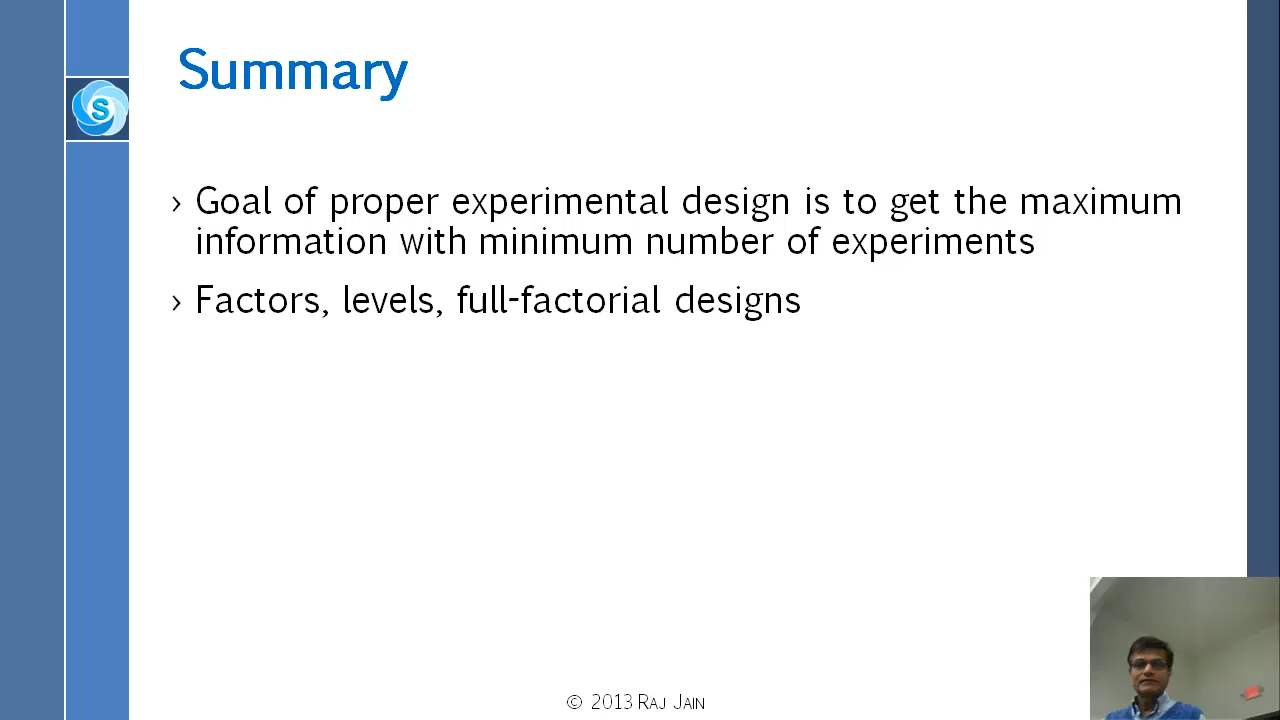 Summary
S
› Goal of proper experimental design is to get the maximum
information with minimum number of experiments
› Factors, levels, full-factorial designs
© 2013 RAJ JAIN